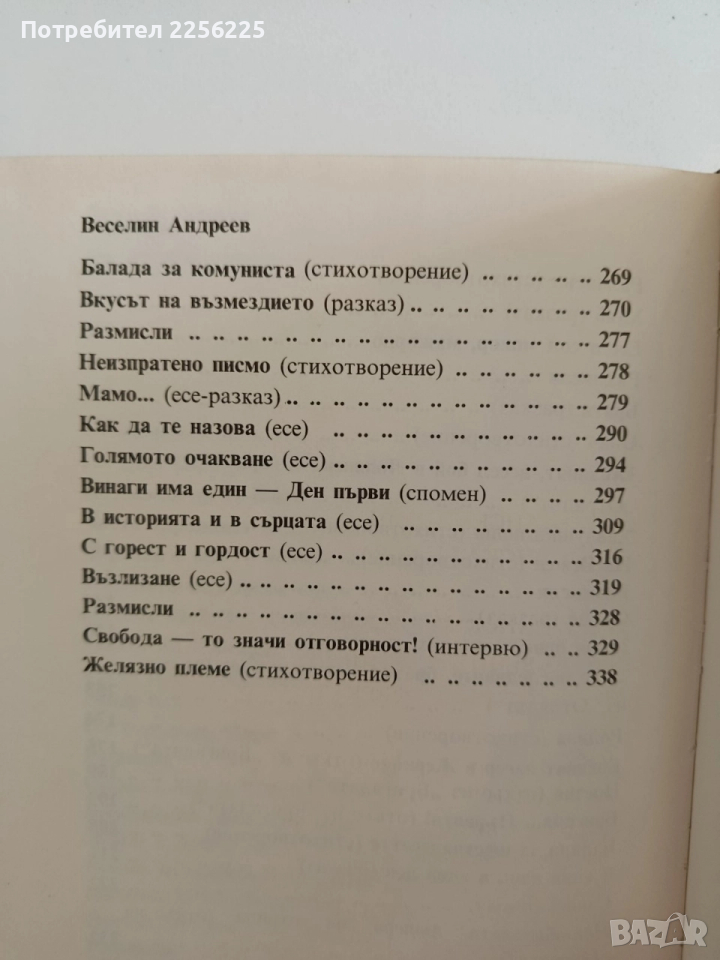 Потребител 2256225
Веселин Андреев
Балада за комуниста (стихотворение) .. .. .. .. .. 269
Вкусът на възмездието (разказ) .. .. .. .. .. .. .. 270
Размисли .. .. .. .. .. .. .. .. .. .. .. .. .. .. .. .. 277
Неизпратено писмо (стихотворение) .. .. .. .. .. .. 278
Мамо... (есе-разказ) .. .. .. .. .. .. .. .. .. .. .. .. 279
Как да те назова (есе) .. .. .. .. .. .. .. .. .. .. 290
Голямото очакване (есе) .. .. .. .. .. .. .. .. .. .. 294
Винаги има един — Ден първи (спомен) .. .. .. .. 297
В историята и в сърцата (есе) .. .. .. .. .. .. .. 309
С горест и гордост (есе) .. .. .. .. .. .. .. .. .. .. 316
Възлизане (есе) .. .. .. .. .. .. .. .. .. .. .. .. .. .. 319
Размисли .. .. .. .. .. .. .. .. .. .. .. .. .. .. .. .. 328
Свобода — то значи отговорност! (интервю) .. .. 329
Желязно племе (стихотворение) .. .. .. .. .. .. .. 338
BAZAR